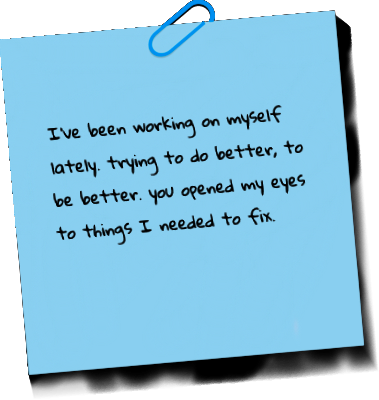 I've been working on myself
lately. trying to do better, to
be better. you opened my eyes
to things I needed to fix.